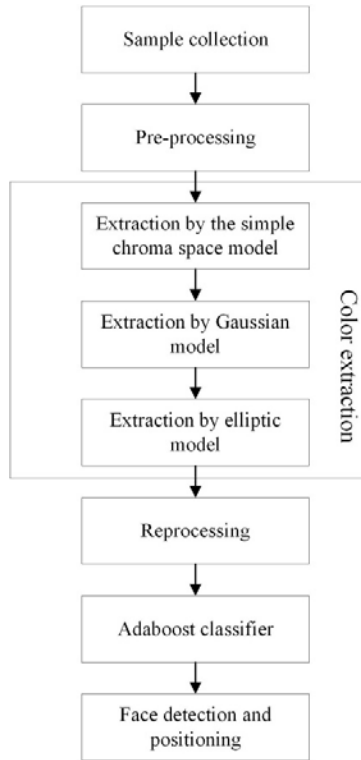 Sample collection
Pre-processing
Extraction by the simple
chroma space model
Extraction by Gaussian
model
Extraction by elliptic
model
Color extraction
Reprocessing
Adaboost classifier
Face detection and
positioning